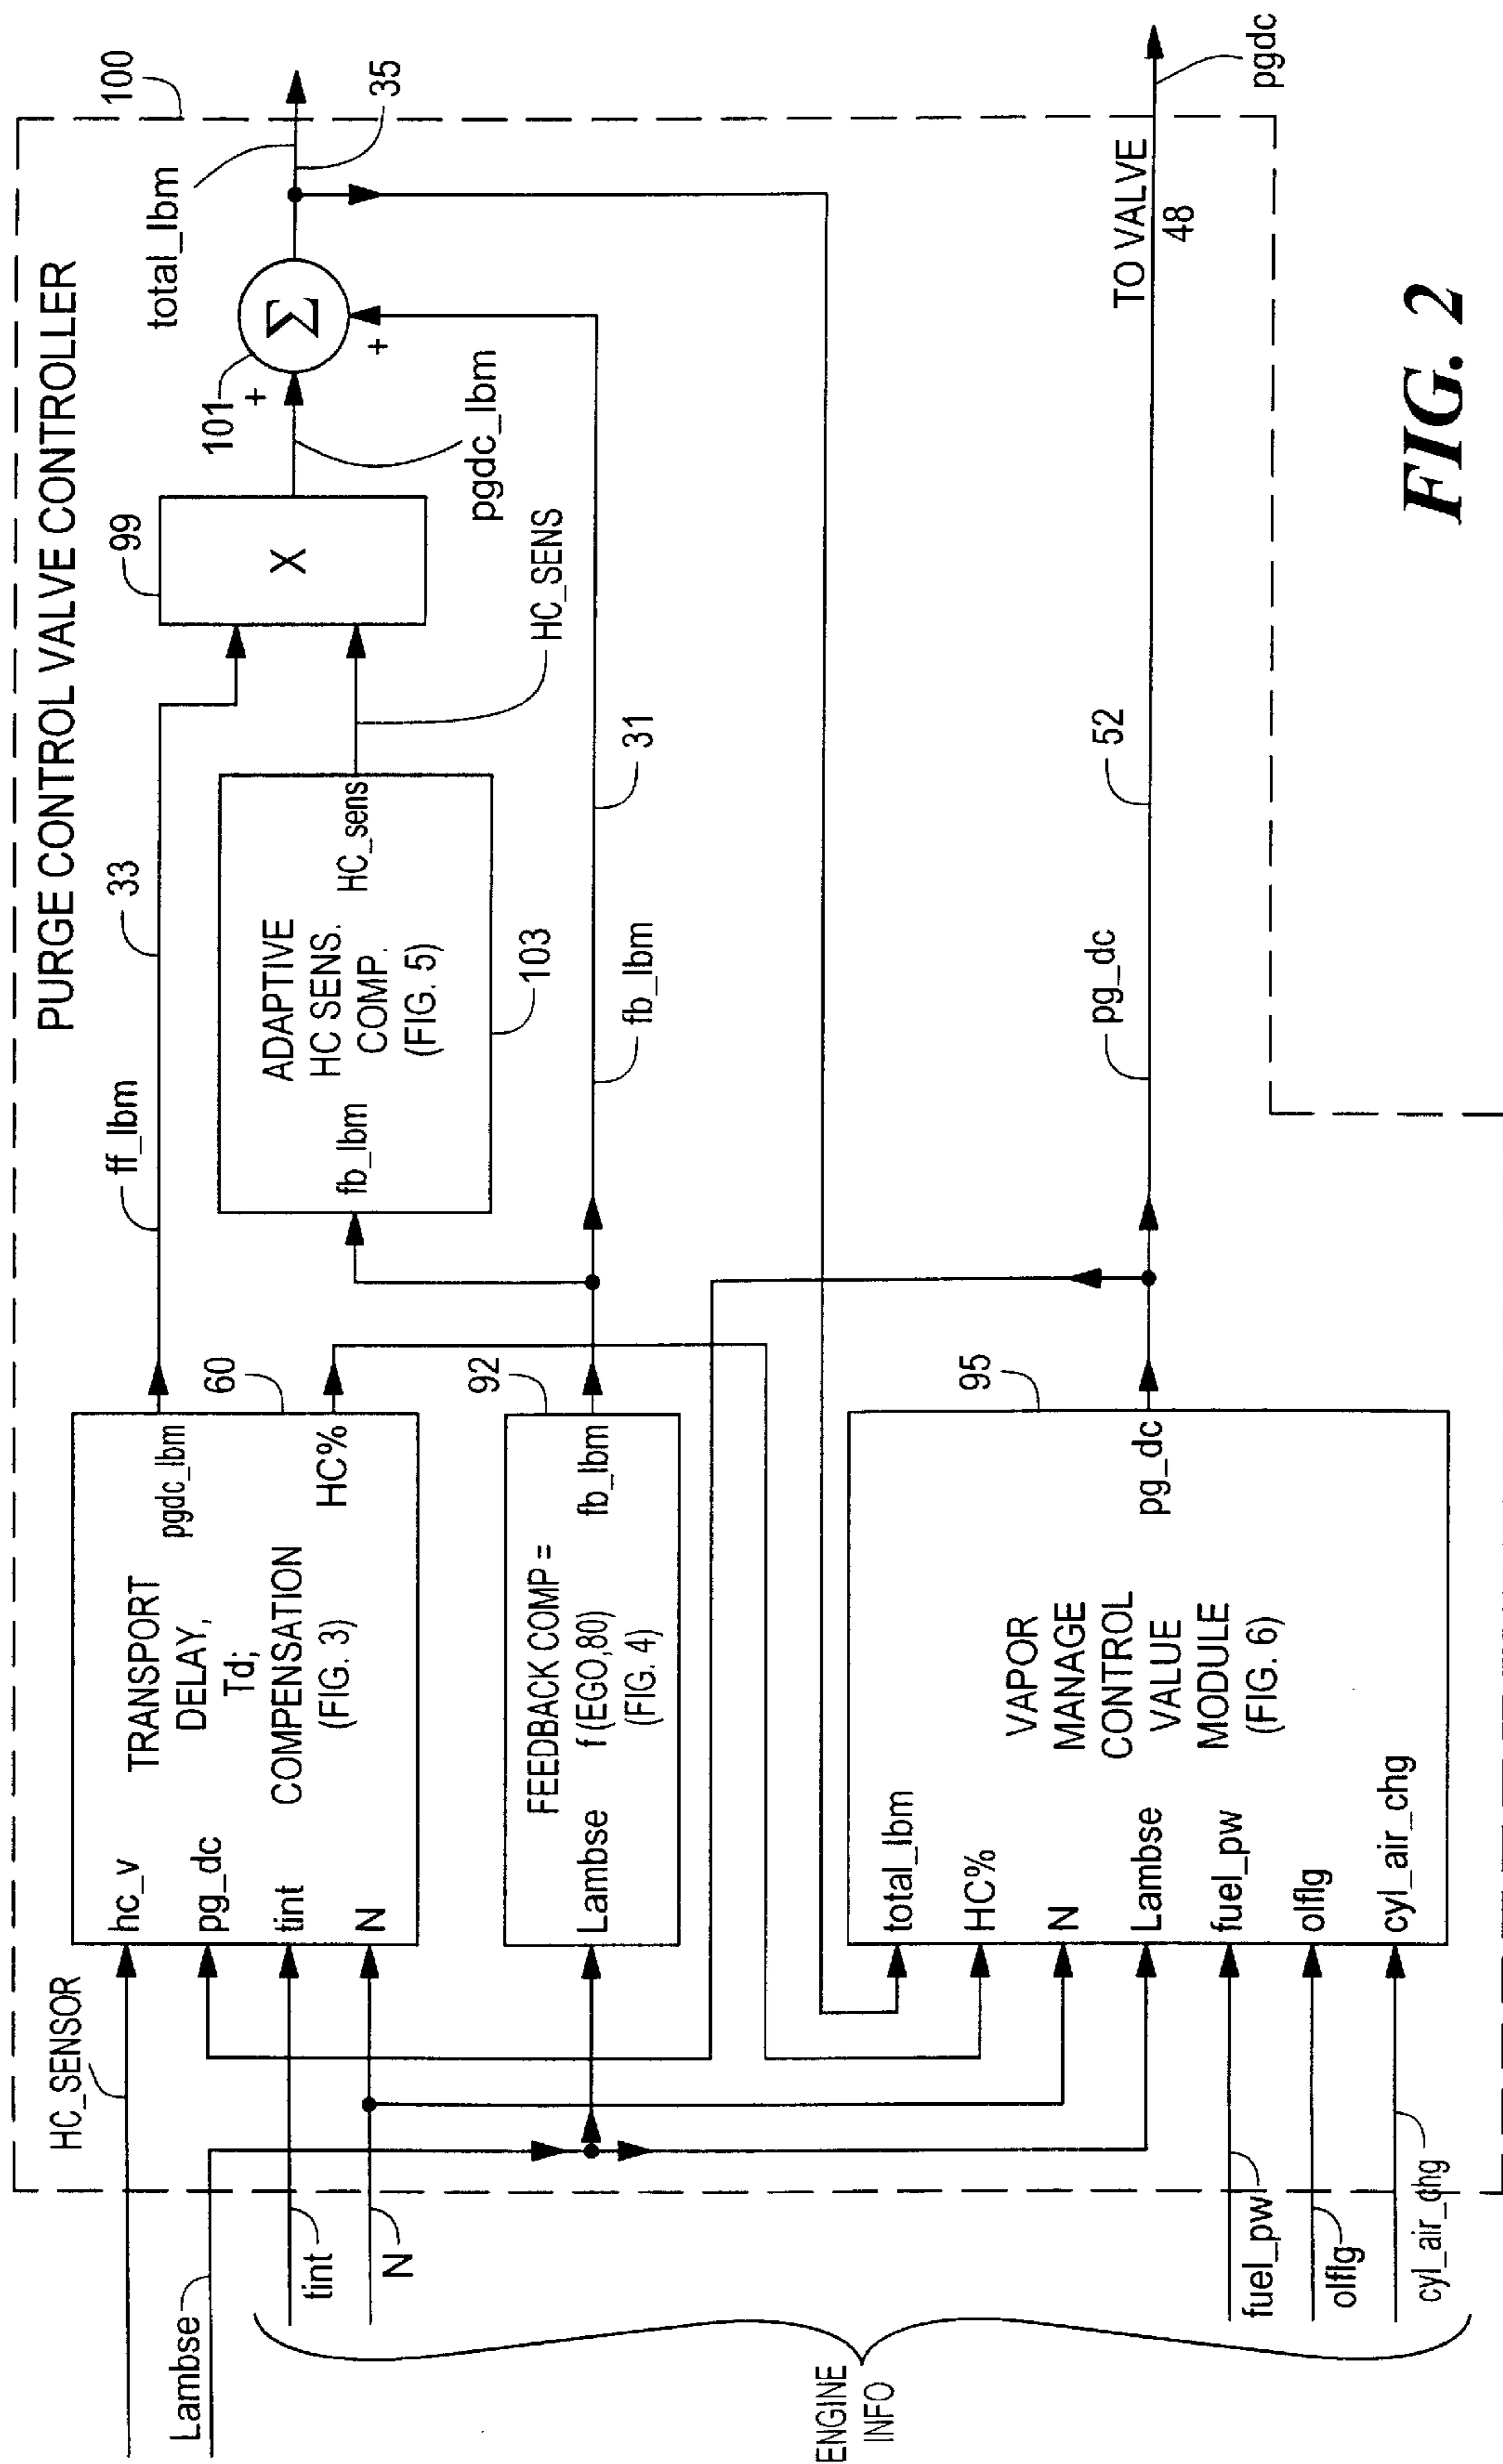 PURGE CONTROL VALVE CONTROLLER
100
HC_SENSOR
Lambse
tint
N
ENGINE
INFO
fuel_pw
olflg
cyl_air_chg
hc_v
pg_dc
tint
N
TRANSPORT
DELAY,
Td;
COMPENSATION
(FIG. 3)
pgdc_lbm
HC%
60
ff_lbm
33
Lambse
FEEDBACK COMP =
f(EGO,80)
(FIG. 4)
fb_lbm
92
fb_lbm
ADAPTIVE
HC SENS.
COMP.
(FIG. 5)
HC_sens
103
HC_SENS
99
X
pgdc_lbm
101
+
+
Σ
total_lbm
35
fb_lbm
31
total_lbm
HC%
N
Lambse
fuel_pw
olflg
cyl_air_chg
VAPOR
MANAGE
CONTROL
VALUE
MODULE
(FIG. 6)
pg_dc
95
pg_dc
52
TO VALVE
48
pgdc
FIG. 2